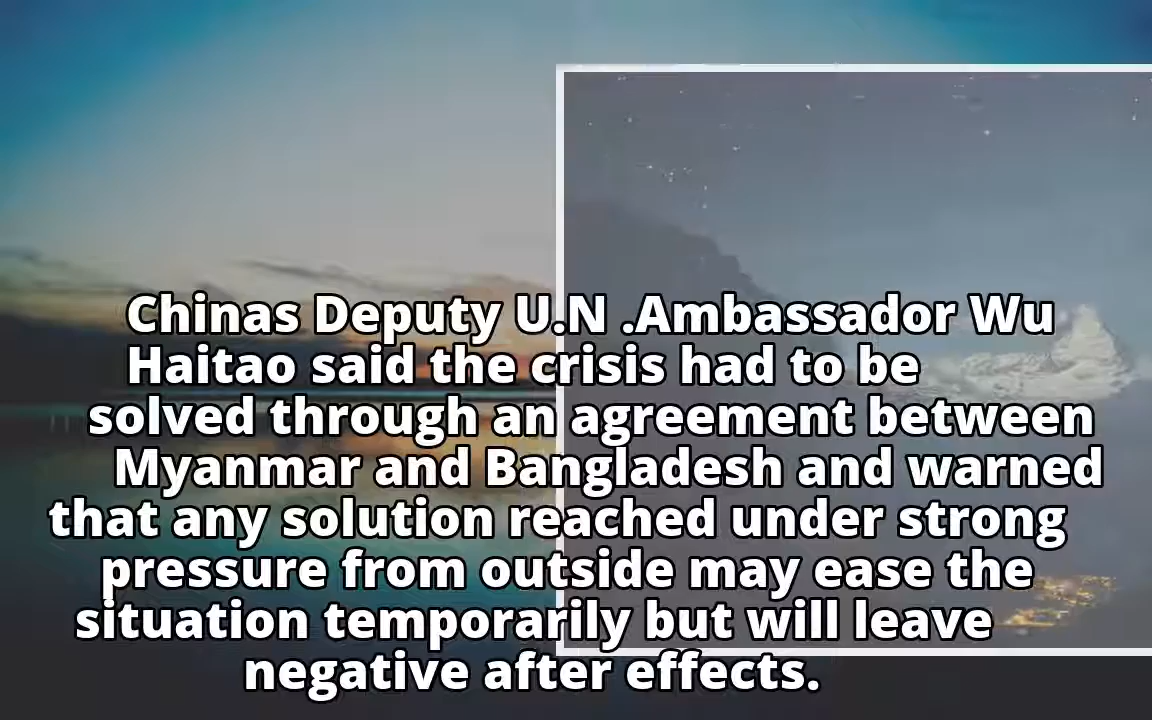 Chinas Deputy U.N .Ambassador Wu
Haitao said the crisis had to be
solved through an agreement between
Myanmar and Bangladesh and warned
that any solution reached under strong
pressure from outside may ease the
situation temporarily but will leave
negative after effects.